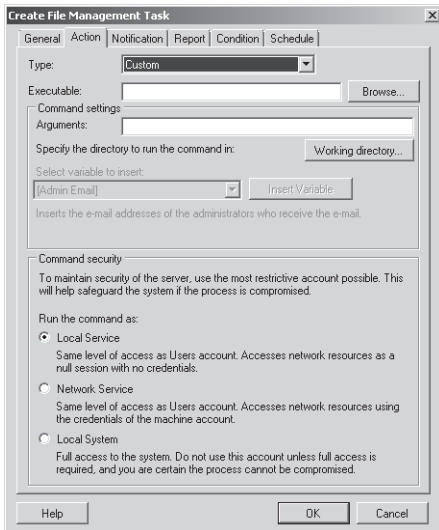 Create File Management Task
General Action Notification Report Condition Schedule
Type: Custom
Executable: Browse...
Command settings
Arguments:
Specify the directory to run the command in: Working directory...
Select variable to insert:
[Admin Email] Insert Variable
Inserts the e-mail addresses of the administrators who receive the e-mail.
Command security
To maintain security of the server, use the most restrictive account possible. This
will help safeguard the system if the process is compromised.
Run the command as:
Local Service
Same level of access as Users account. Accesses network resources as a
null session with no credentials.
Network Service
Same level of access as Users account. Accesses network resources using
the credentials of the machine account.
Local System
Full access to the system. Do not use this account unless full access is
required, and you are certain the process cannot be compromised.
Help OK Cancel